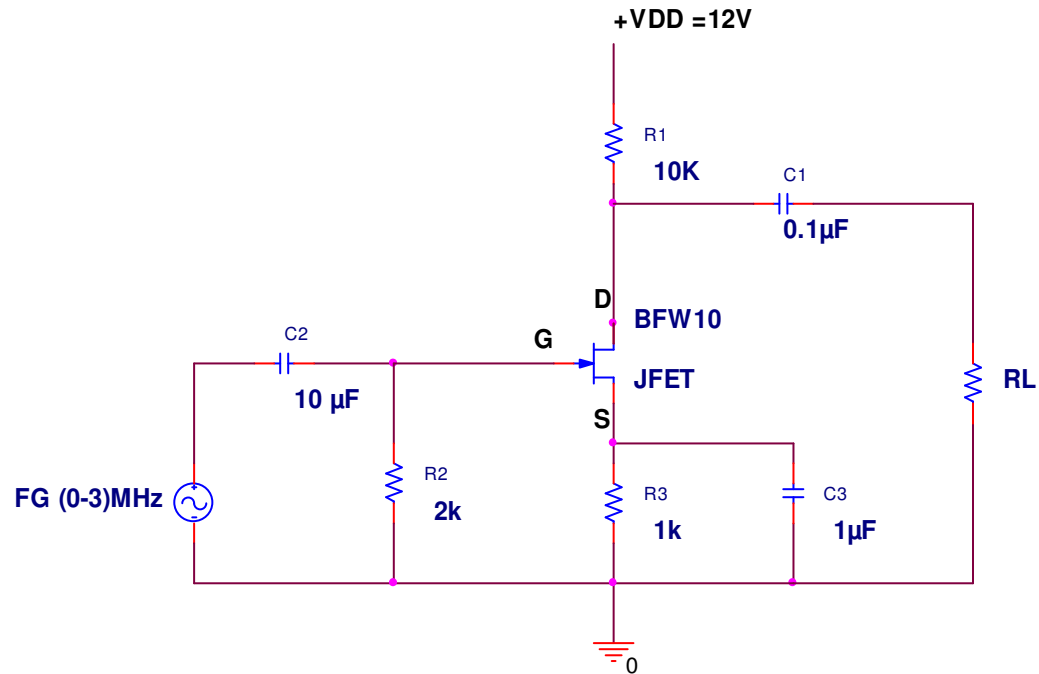 +VDD =12V
R1
10K
C1
0.1µF
D
BFW10
C2
G
10 µF
JFET
RL
S
R2
2k
R3
1k
C3
1µF
FG (0-3)MHz
0